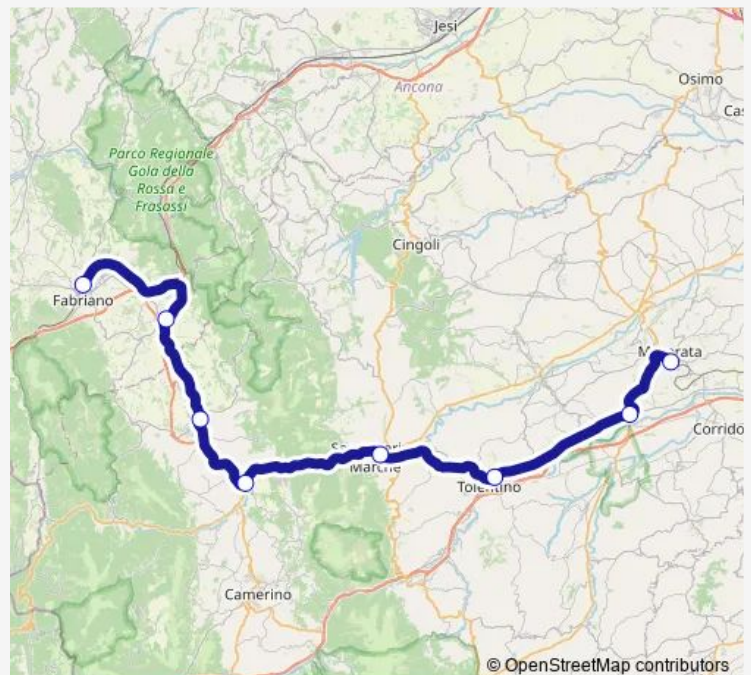 Jesi
Ancona
Osimo
Parco Regionale
Gola della
Rossa e
Frasassi
Cingoli
Fabriano
Marche
Tolentino
Corrido
Camerino
© OpenStreetMap contributors